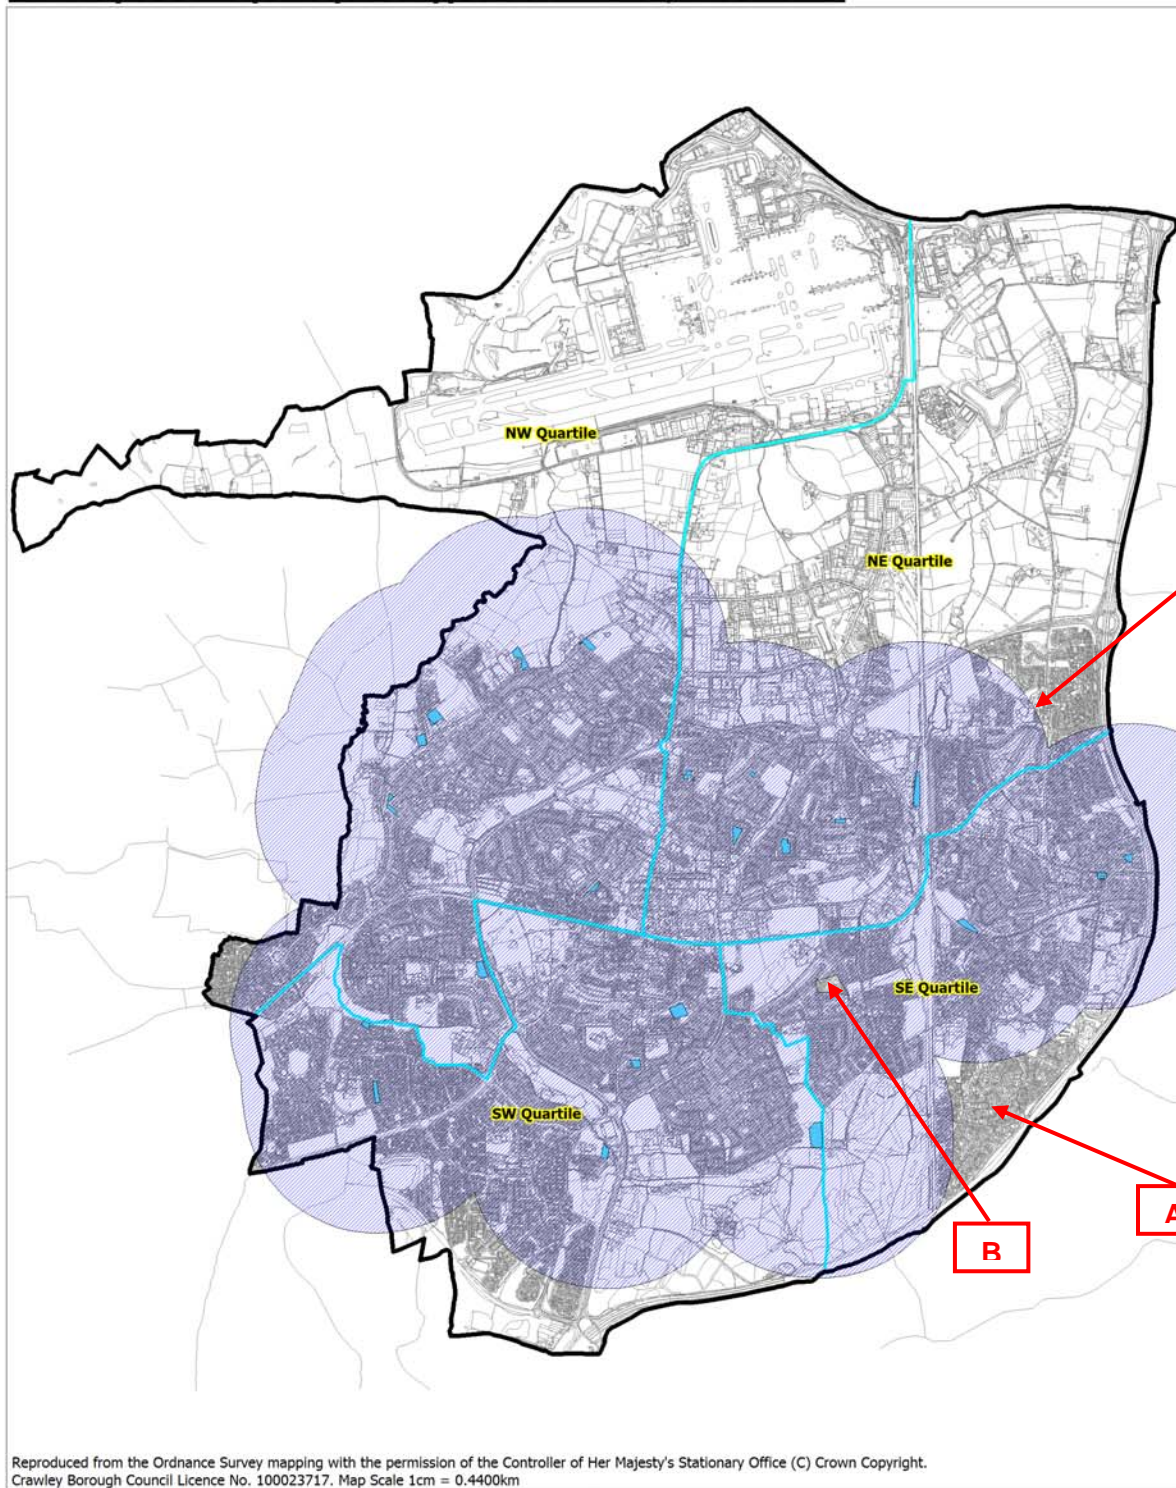 NW Quartile
NE Quartile
SE Quartile
SW Quartile
A
B
Reproduced from the Ordnance Survey mapping with the permission of the Controller of Her Majesty's Stationary Office (C) Crown Copyright.
Crawley Borough Council Licence No. 100023717. Map Scale 1cm = 0.4400km